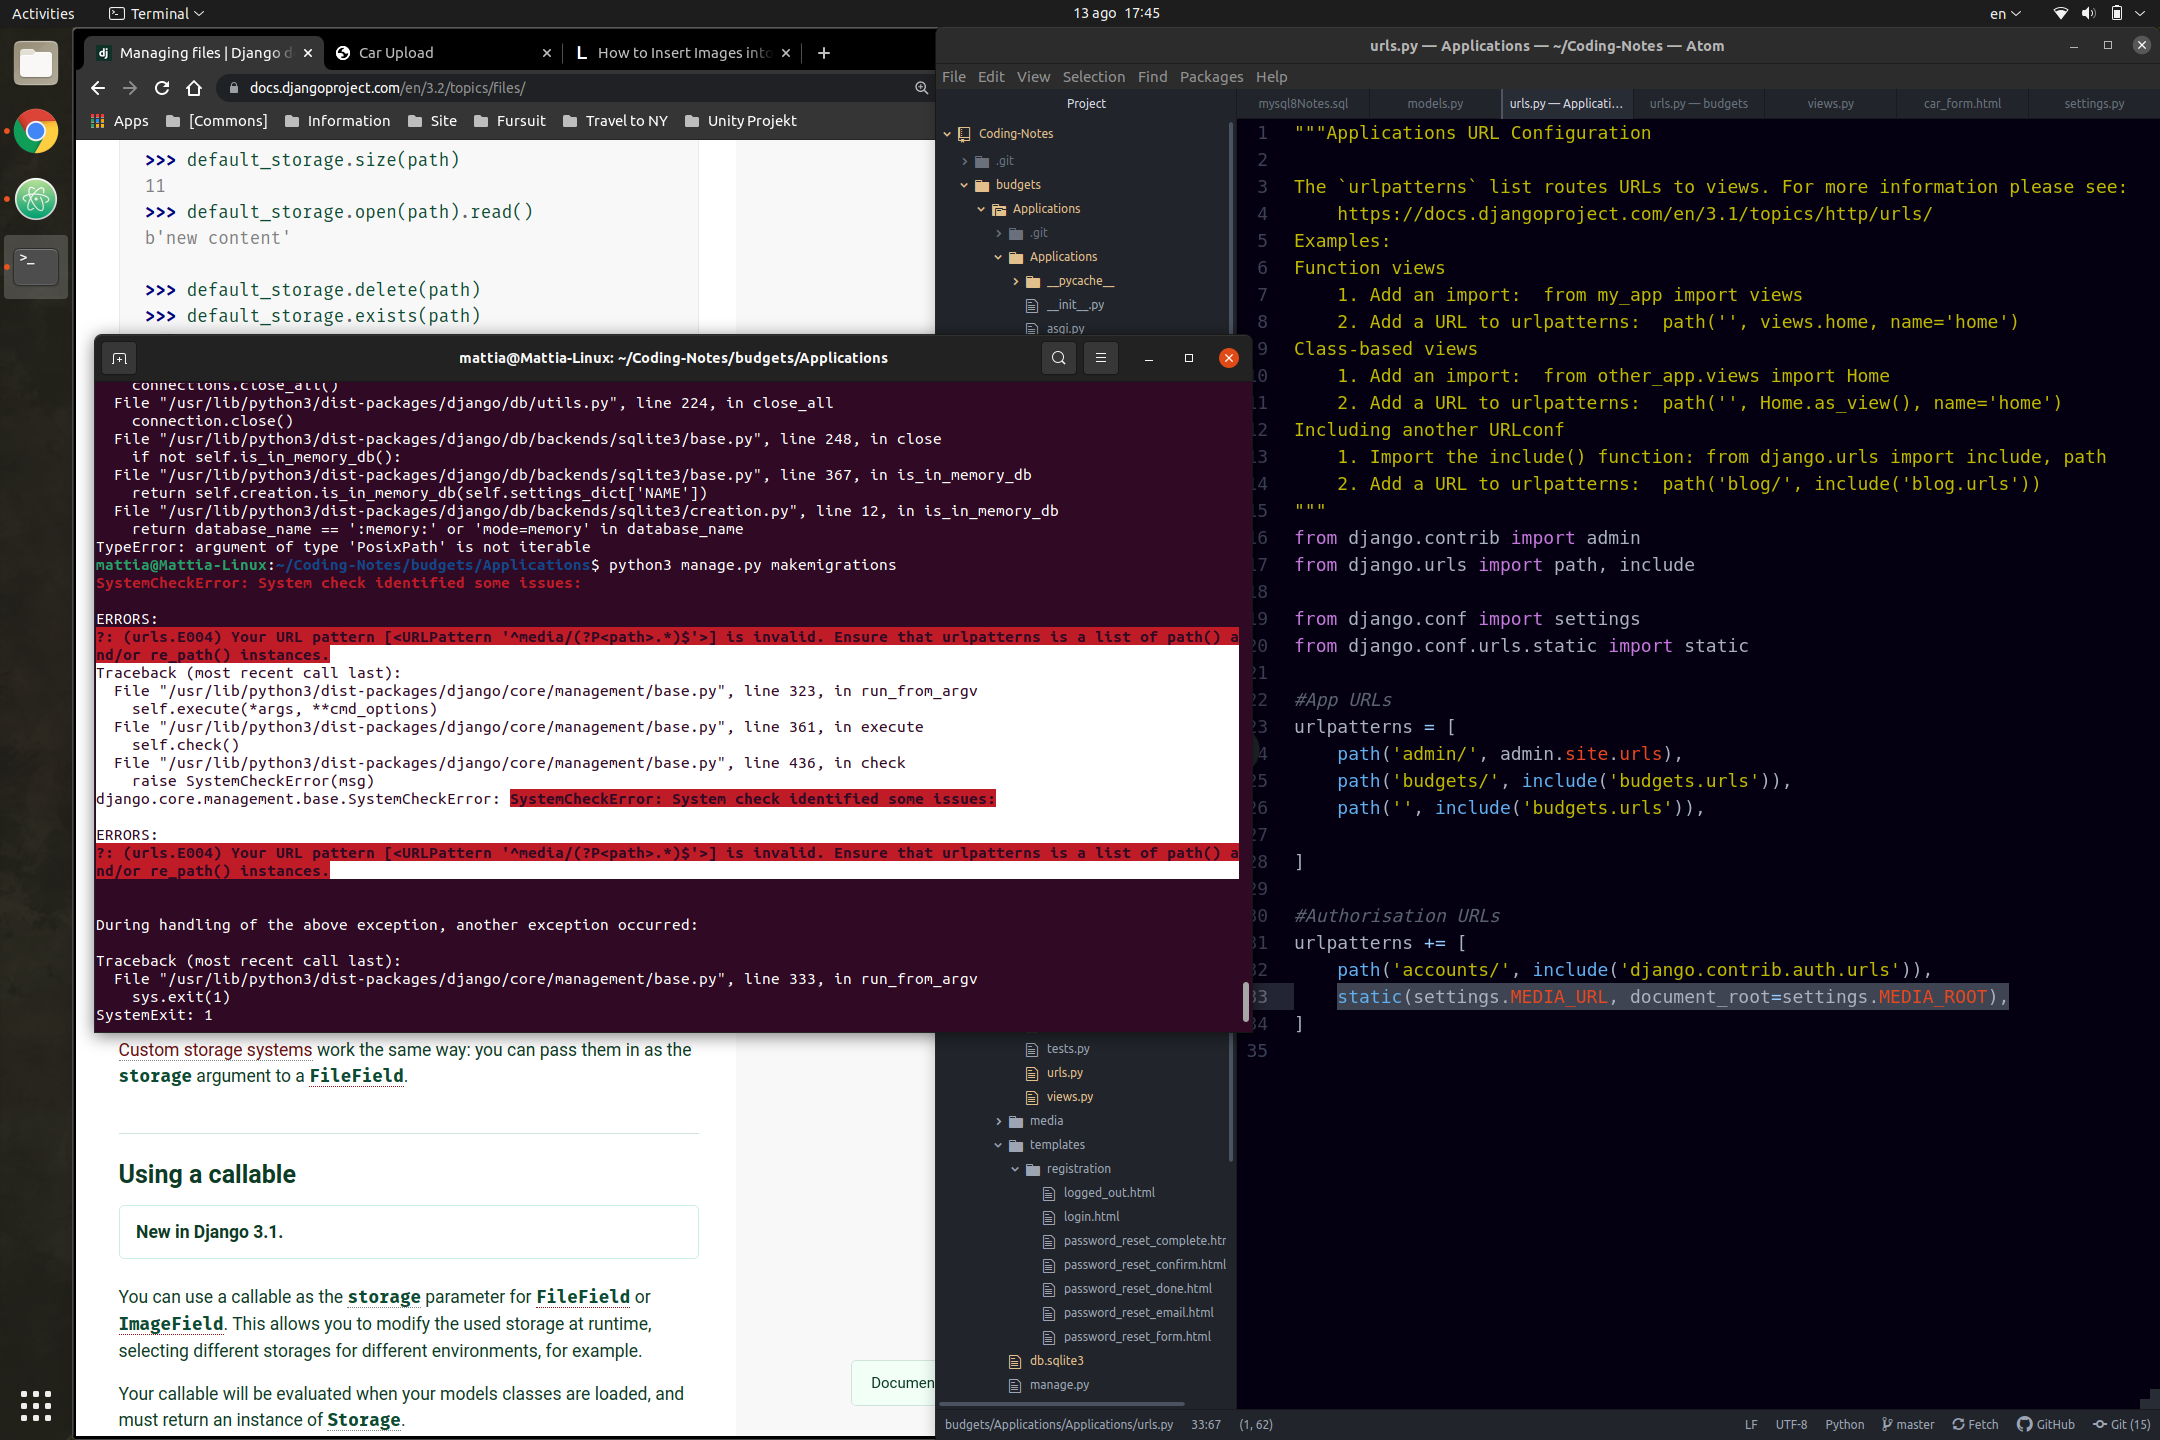 Activities
Terminal
13 ago 17:45
en
Managing files | Django d
Car Upload
How to Insert Images into
docs.djangoproject.com/en/3.2/topics/files/
Apps
[Commons]
Information
Site
Fursuit
Travel to NY
Unity Projekt
>>> default_storage.size(path)
11
>>> default_storage.open(path).read()
b'new content'
>>> default_storage.delete(path)
>>> default_storage.exists(path)
mattia@Mattia-Linux: ~/Coding-Notes/budgets/Applications
connections.close_all()
File "/usr/lib/python3/dist-packages/django/db/utils.py", line 224, in close_all
connection.close()
File "/usr/lib/python3/dist-packages/django/db/backends/sqlite3/base.py", line 248, in close
if not self.is_in_memory_db():
File "/usr/lib/python3/dist-packages/django/db/backends/sqlite3/base.py", line 367, in is_in_memory_db
return self.creation.is_in_memory_db(self.settings_dict['NAME'])
File "/usr/lib/python3/dist-packages/django/db/backends/sqlite3/creation.py", line 12, in is_in_memory_db
return database_name == ':memory:' or 'mode=memory' in database_name
TypeError: argument of type 'PosixPath' is not iterable
mattia@Mattia-Linux:~/Coding-Notes/budgets/Applications$ python3 manage.py makemigrations
SystemCheckError: System check identified some issues:
ERRORS:
?: (urls.E004) Your URL pattern [<URLPattern '^media/(?P<path>.*)$'>] is invalid. Ensure that urlpatterns is a list of path() a
nd/or re_path() instances.
Traceback (most recent call last):
File "/usr/lib/python3/dist-packages/django/core/management/base.py", line 323, in run_from_argv
self.execute(*args, **cmd_options)
File "/usr/lib/python3/dist-packages/django/core/management/base.py", line 361, in execute
self.check()
File "/usr/lib/python3/dist-packages/django/core/management/base.py", line 436, in check
raise SystemCheckError(msg)
django.core.management.base.SystemCheckError: SystemCheckError: System check identified some issues:
ERRORS:
?: (urls.E004) Your URL pattern [<URLPattern '^media/(?P<path>.*)$'>] is invalid. Ensure that urlpatterns is a list of path() a
nd/or re_path() instances.
During handling of the above exception, another exception occurred:
Traceback (most recent call last):
File "/usr/lib/python3/dist-packages/django/core/management/base.py", line 333, in run_from_argv
sys.exit(1)
SystemExit: 1
Custom storage systems work the same way: you can pass them in as the
storage argument to a FileField.
Using a callable
New in Django 3.1.
You can use a callable as the storage parameter for FileField or
ImageField. This allows you to modify the used storage at runtime,
selecting different storages for different environments, for example.
Your callable will be evaluated when your models classes are loaded, and
must return an instance of Storage.
Documen
urls.py — Applications — ~/Coding-Notes — Atom
File Edit View Selection Find Packages Help
Project
mysql8Notes.sql
models.py
urls.py — Applicati...
urls.py — budgets
views.py
car_form.html
settings.py
Coding-Notes
.git
budgets
Applications
.git
Applications
__pycache__
__init__.py
asgi.py
tests.py
urls.py
views.py
media
templates
registration
logged_out.html
login.html
password_reset_complete.htr
password_reset_confirm.html
password_reset_done.html
password_reset_email.html
password_reset_form.html
db.sqlite3
manage.py
1 """Applications URL Configuration
2
3 The `urlpatterns` list routes URLs to views. For more information please see:
4 https://docs.djangoproject.com/en/3.1/topics/http/urls/
5 Examples:
6 Function views
7 1. Add an import:  from my_app import views
8 2. Add a URL to urlpatterns:  path('', views.home, name='home')
9 Class-based views
10 1. Add an import:  from other_app.views import Home
11 2. Add a URL to urlpatterns:  path('', Home.as_view(), name='home')
12 Including another URLconf
13 1. Import the include() function: from django.urls import include, path
14 2. Add a URL to urlpatterns:  path('blog/', include('blog.urls'))
15 """
16 from django.contrib import admin
17 from django.urls import path, include
18
19 from django.conf import settings
20 from django.conf.urls.static import static
21
22 #App URLs
23 urlpatterns = [
4 path('admin/', admin.site.urls),
25 path('budgets/', include('budgets.urls')),
26 path('', include('budgets.urls')),
27
28 ]
29
30 #Authorisation URLs
31 urlpatterns += [
32 path('accounts/', include('django.contrib.auth.urls')),
33 static(settings.MEDIA_URL, document_root=settings.MEDIA_ROOT),
34 ]
35
budgets/Applications/Applications/urls.py 33:67 (1, 62)
LF UTF-8 Python master Fetch GitHub Git (15)